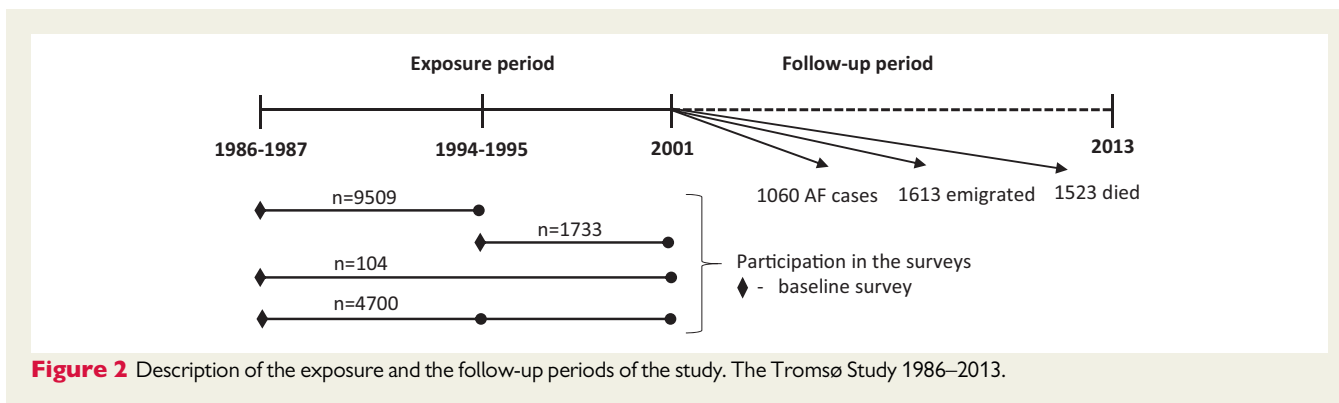 Exposure period
Follow-up period
1986-1987
1994-1995
2001
2013
1060 AF cases
1613 emigrated
1523 died
n=9509
n=1733
n=104
n=4700
Participation in the surveys
♦ - baseline survey
Figure 2 Description of the exposure and the follow-up periods of the study. The Tromsø Study 1986–2013.